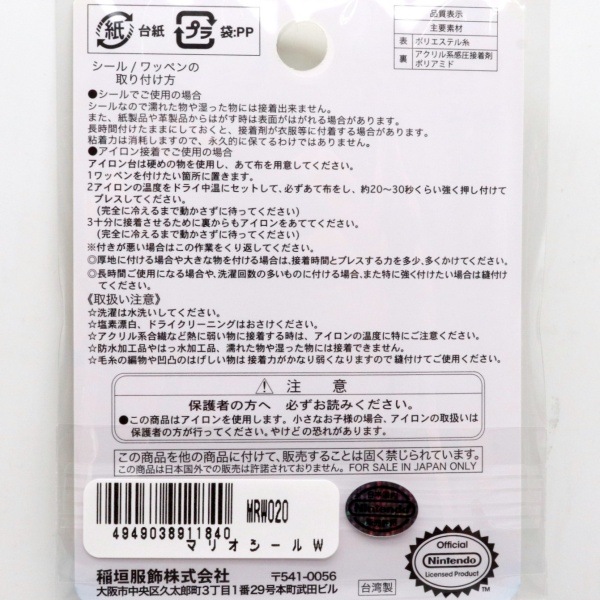 紙 台紙 プラ 袋:PP
品質表示
主要素材
表 ポリエステル糸
裏 アクリル系感圧接着剤
ポリアミド
シール/ワッペンの
取り付け方
●シールでご使用の場合
シールなので濡れた物や湿った物には接着出来ません。
また、紙製品や革製品からはがす時は表面がはがれる場合があります。
長時間付けたままにしておくと、接着剤が衣服等に付着する場合があります。
粘着力は消耗しますので、永久的に保てるわけではありません。
●アイロン接着でご使用の場合
アイロン台は硬めの物を使用し、あて布を用意してください。
1ワッペンを付けたい箇所に置きます。
2アイロンの温度をドライ中温にセットして、必ずあて布をし、約20〜30秒くらい強く押し付けて
プレスしてください。
(完全に冷えるまで動かさずに待ってください)
3十分に接着させるために裏からもアイロンをあててください。
(完全に冷えるまで動かさずに待ってください)
※付きが悪い場合はこの作業をくり返してください。
◎厚地に付ける場合や大きな物を付ける場合は、接着時間とプレスする力を多少、多くかけてください。
◎長時間ご使用になる場合や、洗濯回数の多いものに付ける場合、また特に強く付けたい場合は縫付け
てください。
《取扱い注意》
☆洗濯は水洗いしてください。
☆塩素漂白、ドライクリーニングはおさけください。
☆アクリル系合繊など熱に弱い物に接着する時は、アイロンの温度に特にご注意ください。
☆防水加工品やはっ水加工品、濡れた物や湿った物には接着できません。
☆毛糸の編物や凹凸のはげしい物は接着力がかなり弱くなりますので縫付けてご使用ください。
⚠ 注 意
保護者の方へ 必ずお読みください。
●この商品はアイロンを使用します。小さなお子様の場合、アイロンの取扱いは
保護者の方が行ってください。やけどの恐れがあります。
この商品を他の商品に付けて、販売することは固く禁じられています。
この商品は日本国外での販売は許諾されておりません。FOR SALE IN JAPAN ONLY
MRW020
4949038911840
マリオシールW
Official
Nintendo
Licensed Product
稲垣服飾株式会社 〒541-0056
大阪市中央区久太郎町3丁目1番29号本町武田ビル
台湾製